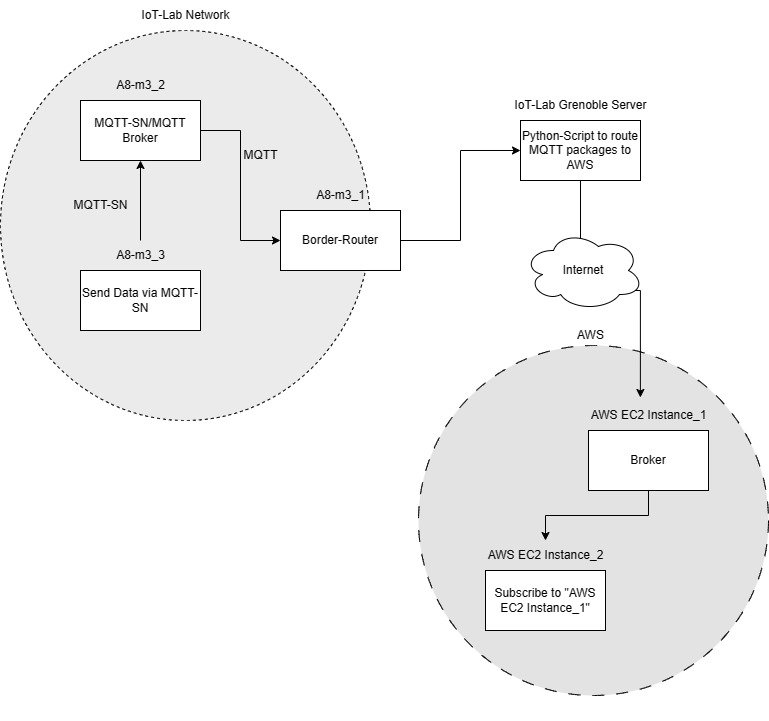 IoT-Lab Network
A8-m3_2
MQTT-SN/MQTT
Broker
MQTT
MQTT-SN
A8-m3_3
Send Data via MQTT-
SN
A8-m3_1
Border-Router
IoT-Lab Grenoble Server
Python-Script to route
MQTT packages to
AWS
Internet
AWS
AWS EC2 Instance_1
Broker
AWS EC2 Instance_2
Subscribe to "AWS
EC2 Instance_1"